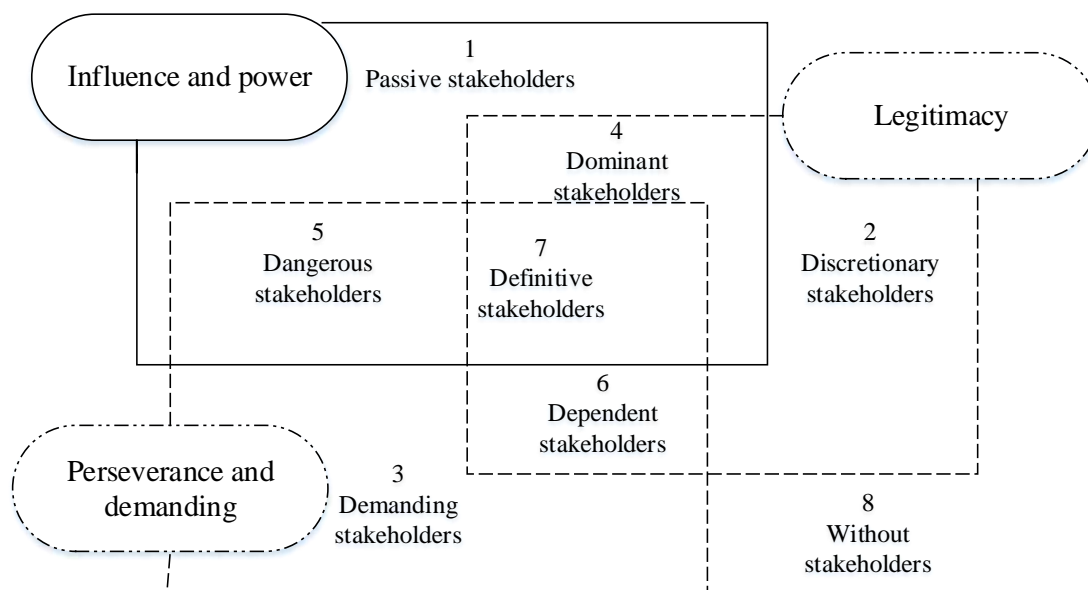 Influence and power
1
Passive stakeholders
Legitimacy
4
Dominant
stakeholders
5
Dangerous
stakeholders
7
Definitive
stakeholders
2
Discretionary
stakeholders
6
Dependent
stakeholders
Perseverance and
demanding
3
Demanding
stakeholders
8
Without
stakeholders